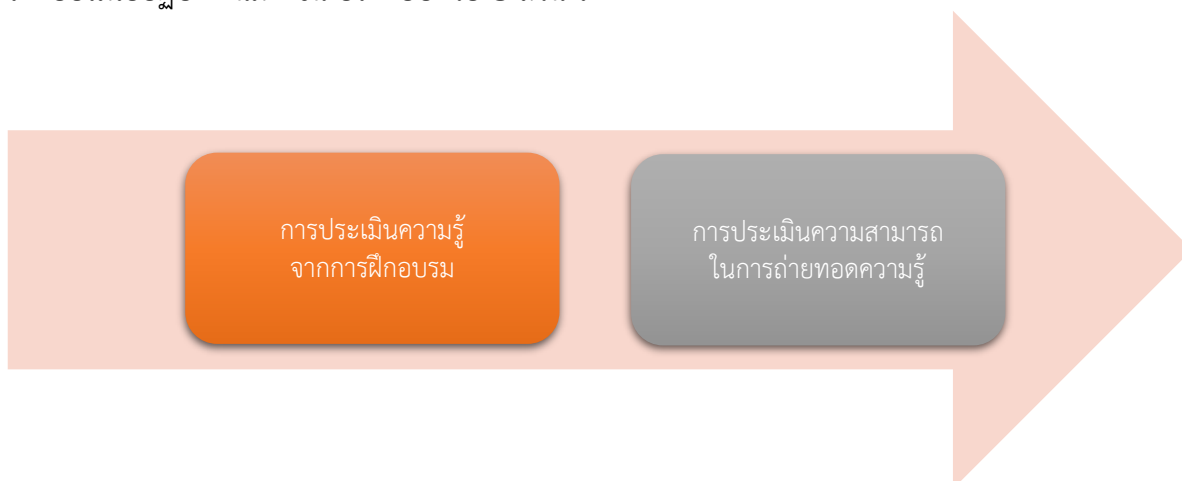 การประเมินความรู้
จากการฝึกอบรม
การประเมินความสามารถ
ในการถ่ายทอดความรู้